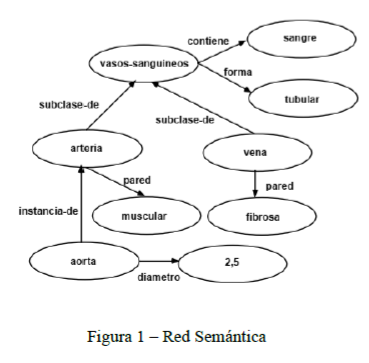 contiene
sangre
vasos-sanguineos
forma
tubular
subclase-de
subclase-de
arteria
vena
pared
pared
instancia-de
muscular
fibrosa
aorta
2,5
diametro
Figura 1 – Red Semántica